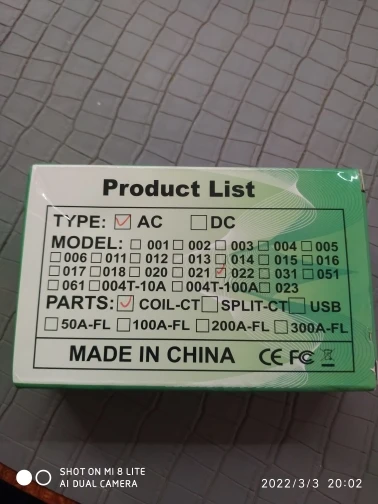 Product List
TYPE: AC DC
MODEL: 001 002 003 004 005
006 011 012 013 014 015 016
017 018 020 021 022 031 051
061 004T-10A 004T-100A 023
PARTS: COIL-CT SPLIT-CT USB
50A-FL 100A-FL 200A-FL 300A-FL
MADE IN CHINA CE FC
SHOT ON MI 8 LITE
AI DUAL CAMERA
2022/3/3 20:02